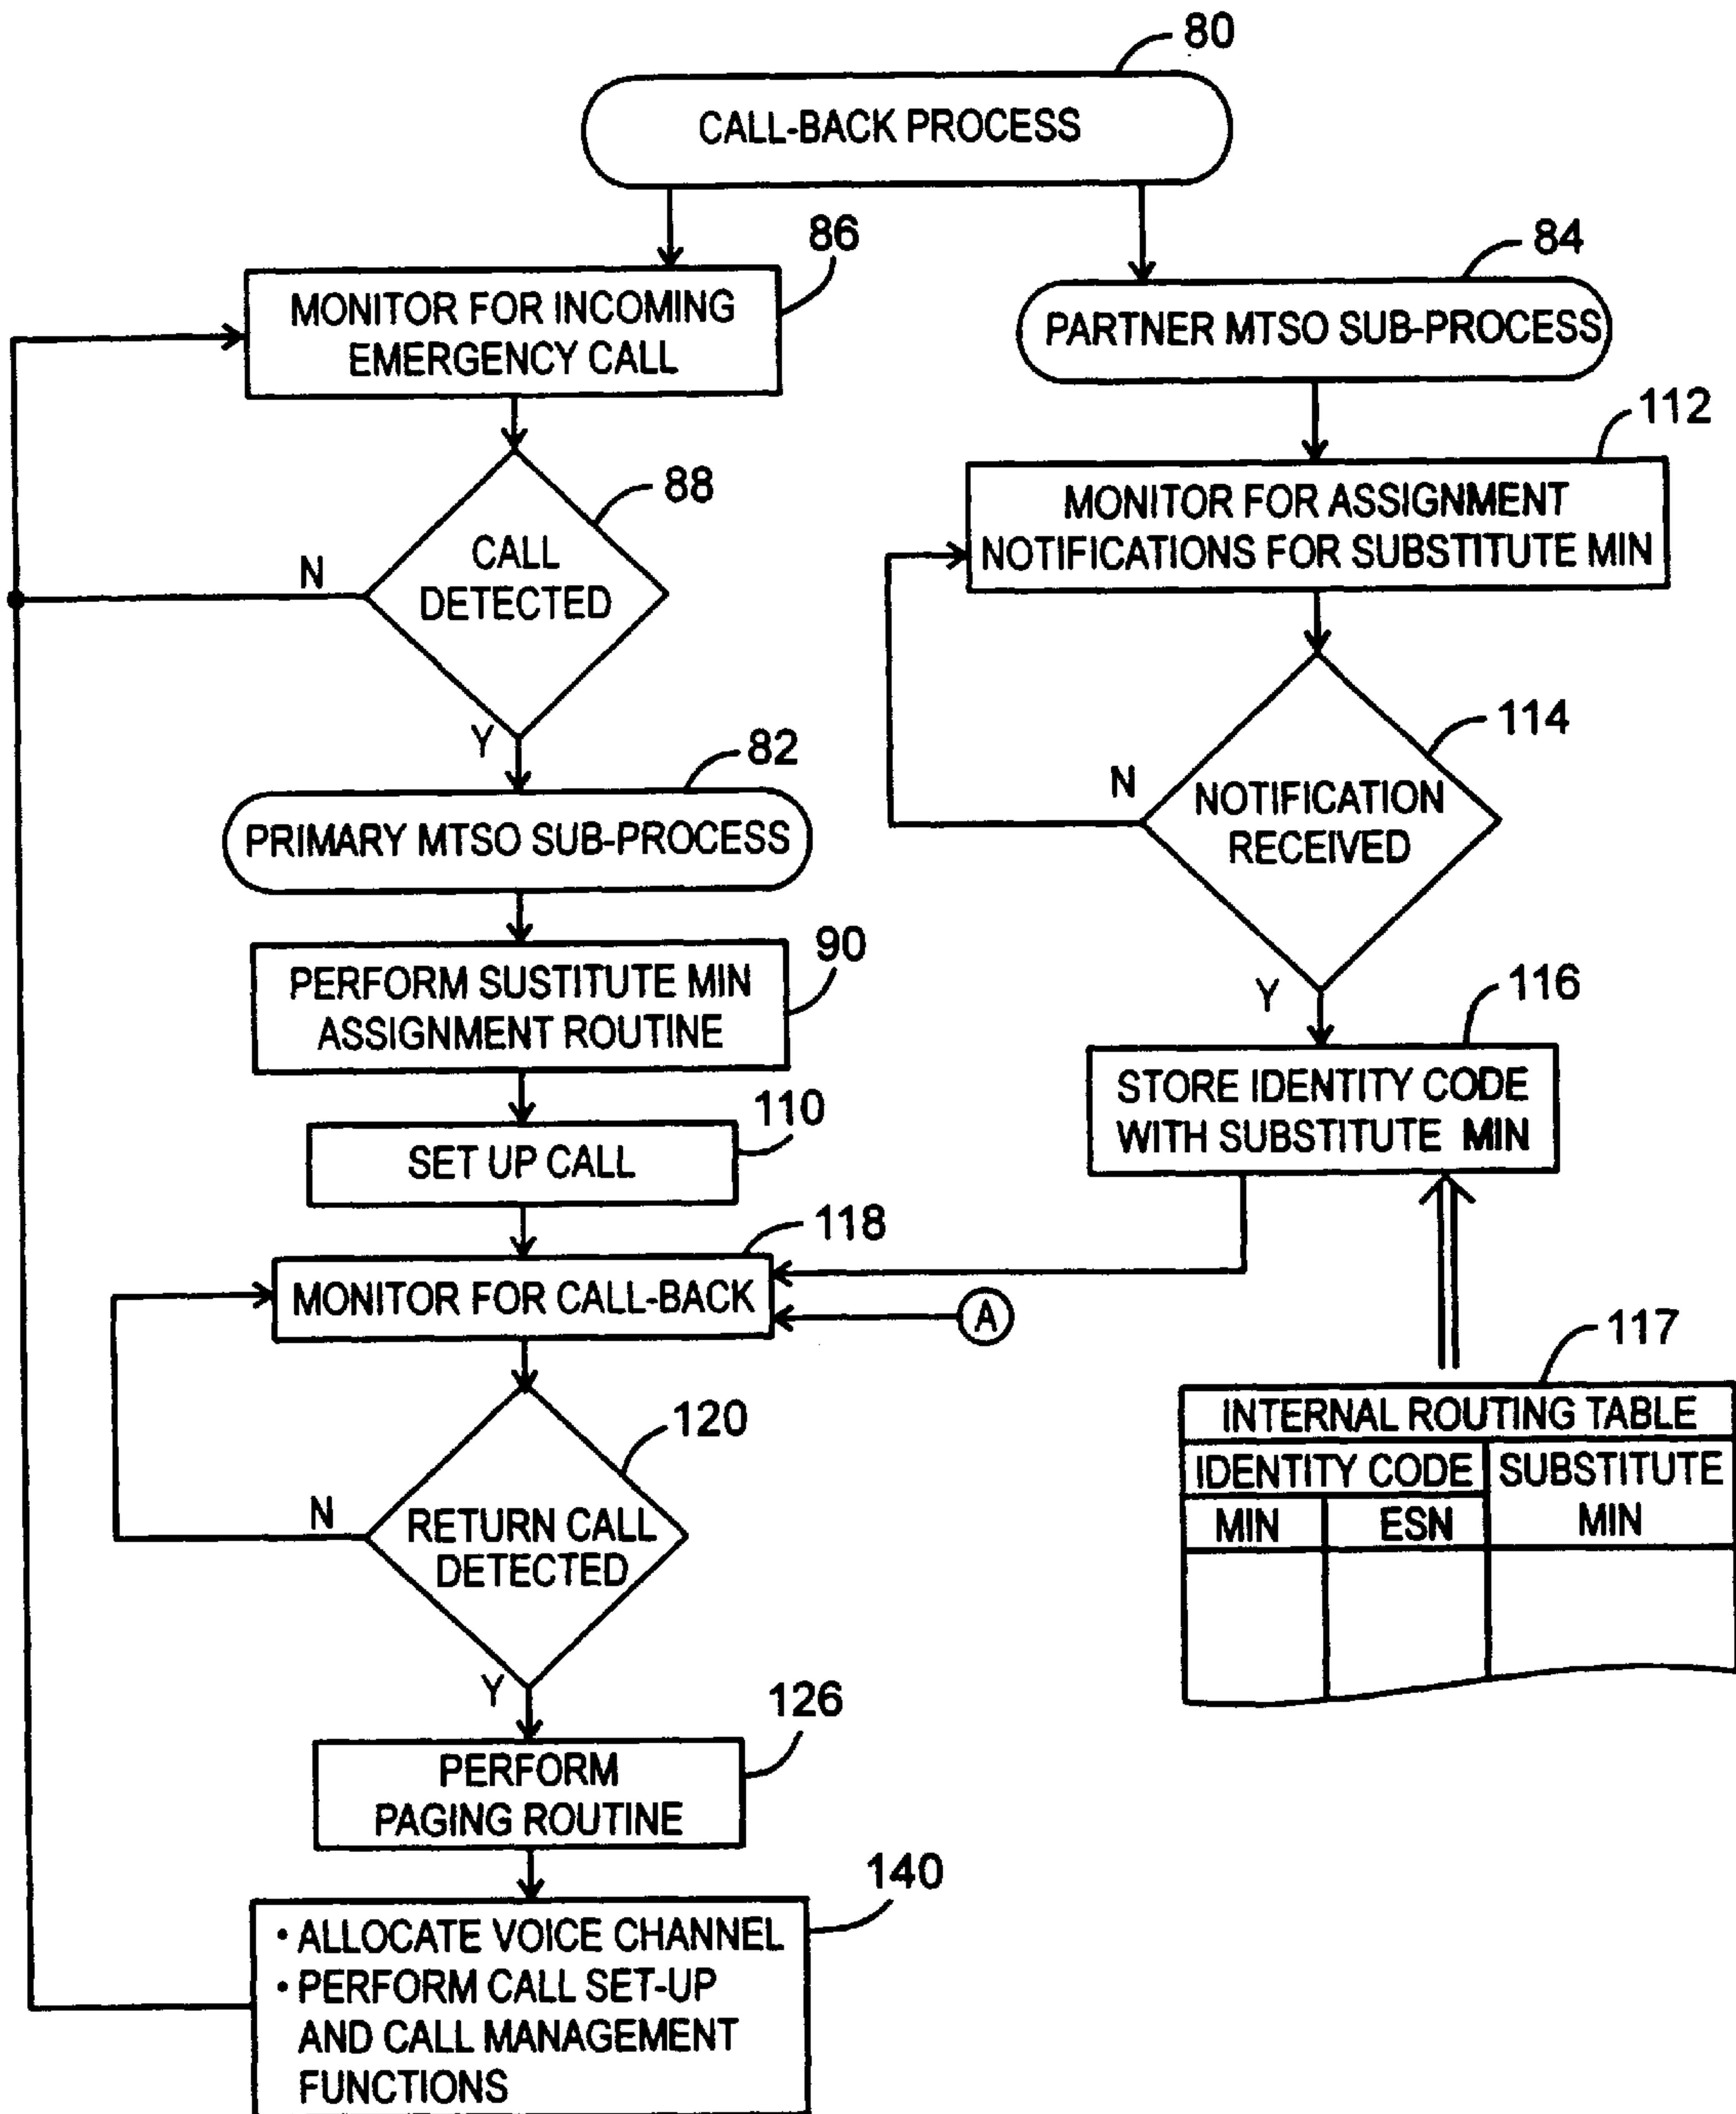 80
CALL-BACK PROCESS
86
MONITOR FOR INCOMING
EMERGENCY CALL
84
PARTNER MTSO SUB-PROCESS
112
MONITOR FOR ASSIGNMENT
NOTIFICATIONS FOR SUBSTITUTE MIN
88
CALL
DETECTED
N
Y
114
NOTIFICATION
RECEIVED
N
Y
82
PRIMARY MTSO SUB-PROCESS
90
PERFORM SUSTITUTE MIN
ASSIGNMENT ROUTINE
116
STORE IDENTITY CODE
WITH SUBSTITUTE MIN
110
SET UP CALL
118
MONITOR FOR CALL-BACK
A
117
INTERNAL ROUTING TABLE
IDENTITY CODE
SUBSTITUTE
MIN
MIN
ESN
120
RETURN CALL
DETECTED
N
Y
126
PERFORM
PAGING ROUTINE
140
• ALLOCATE VOICE CHANNEL
• PERFORM CALL SET-UP
AND CALL MANAGEMENT
FUNCTIONS